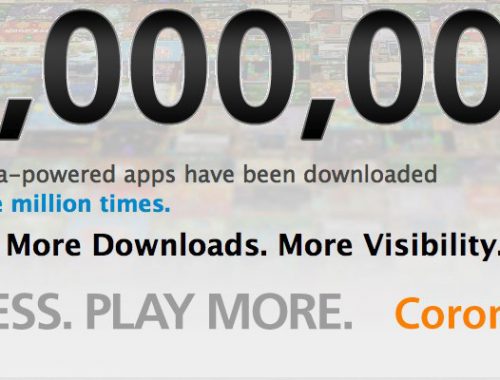 ,000,00
a-powered apps have been downloaded
e million times.
More Downloads. More Visibility.
ESS. PLAY MORE. Coron